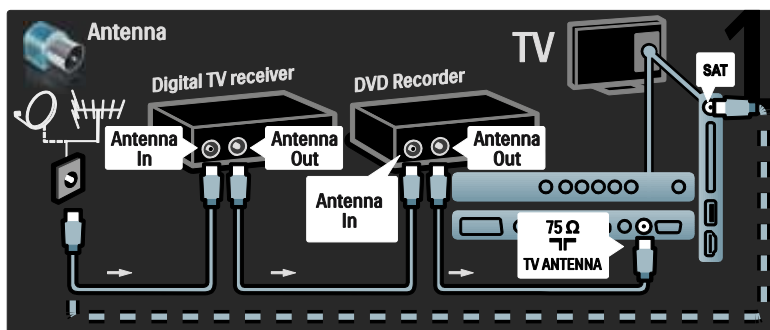 Antenna
TV
1
SAT
Digital TV receiver
DVD Recorder
Antenna
In
Antenna
Out
Antenna
In
Antenna
Out
75 Ω
TV ANTENNA